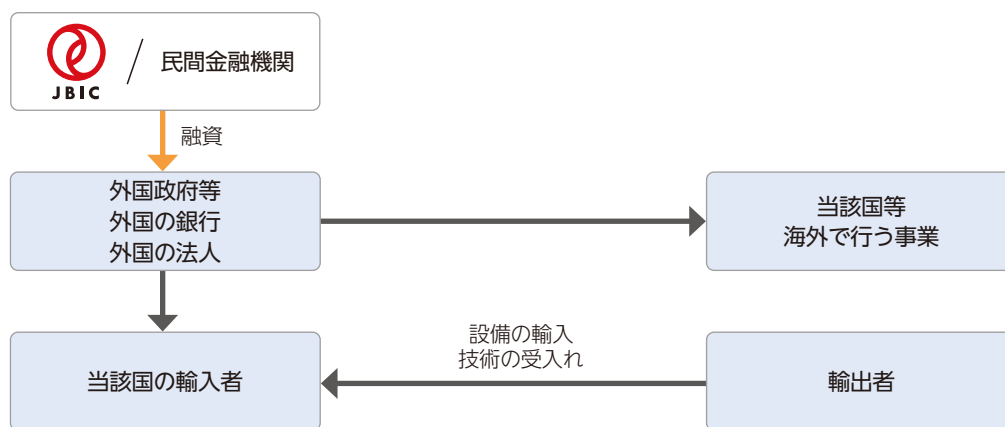 JBIC / 民間金融機関
融資
外国政府等
外国の銀行
外国の法人
当該国等
海外で行う事業
設備の輸入
技術の受入れ
当該国の輸入者
輸出者